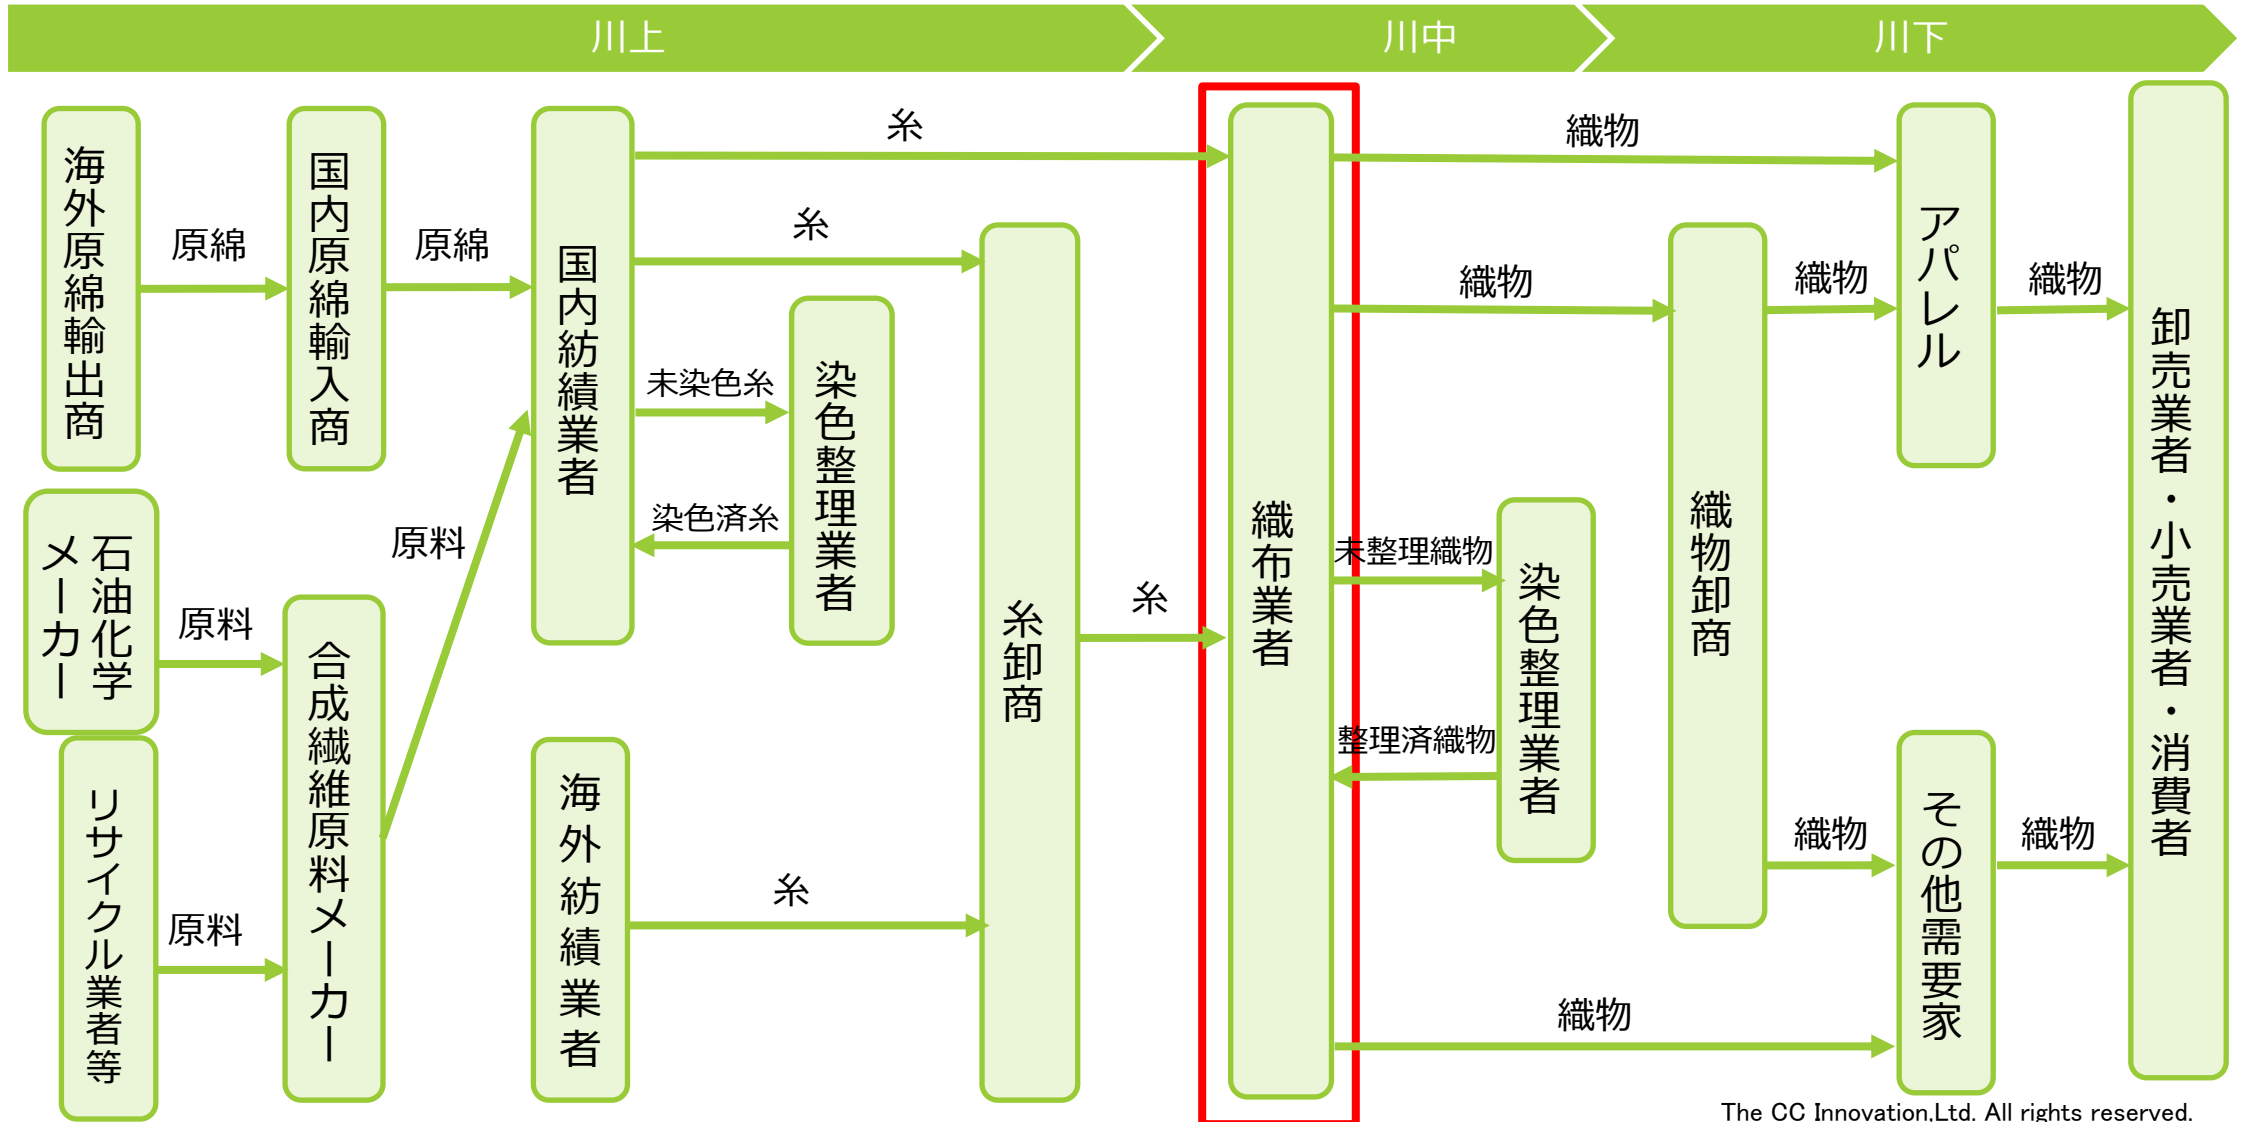 川上
川中
川下
海外原綿輸出商
原綿
国内原綿輸入商
原綿
石油化学
メーカー
原料
リサイクル業者等
原料
合成繊維原料メーカー
原料
国内紡績業者
糸
糸
未染色糸
染色済糸
染色整理業者
海外紡績業者
糸
糸卸商
糸
織布業者
織物
織物
未整理織物
整理済織物
染色整理業者
織物
織物卸商
織物
織物
アパレル
織物
その他需要家
織物
卸売業者・小売業者・消費者
The CC Innovation,Ltd. All rights reserved.